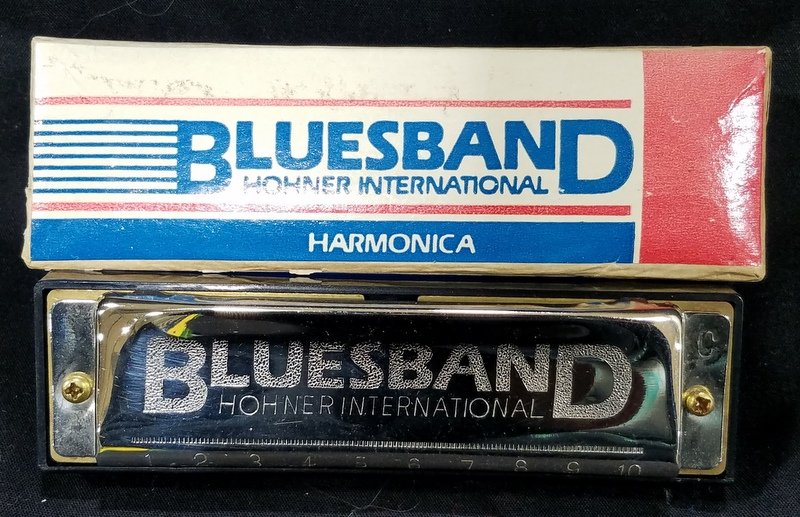 BLUESBAND
HOHNER INTERNATIONAL
HARMONICA
C
BLUESBAND
HOHNER INTERNATIONAL
1 2 3 4 5 6 7 8 9 10